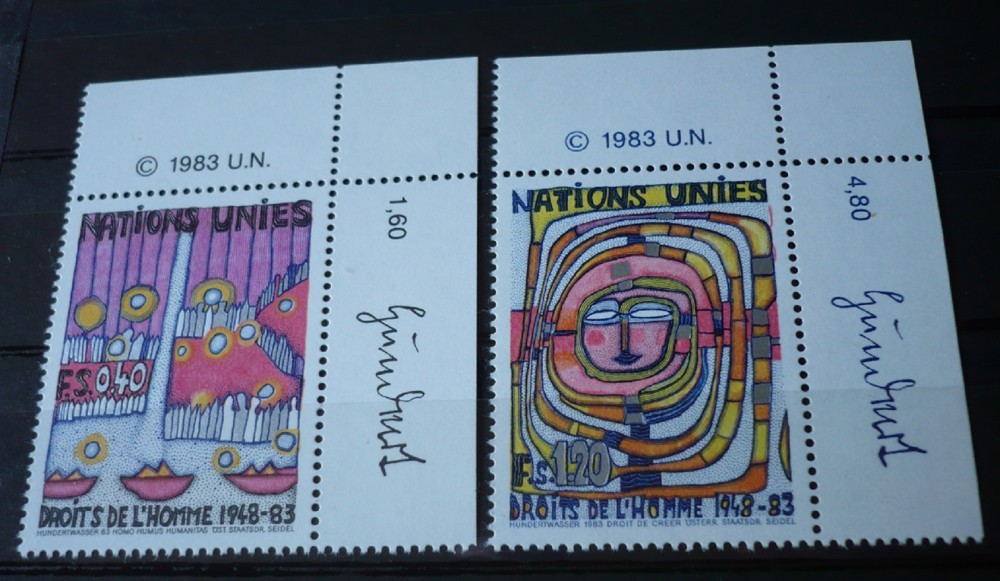 © 1983 U.N.
1,60
NATIONS UNIES
F.S. 0,40
DROITS DE L'HOMME 1948-83
HUNDERTWASSER 83 HOMO HUMUS HUMANITAS ÖST. STAATSDR. SEIDEL
© 1983 U.N.
4,80
NATIONS UNIES
F.s. 1.20
DROITS DE L'HOMME 1948-83
HUNDERTWASSER 1983 DROIT DE CREER ÖSTERR. STAATSDR. SEIDEL